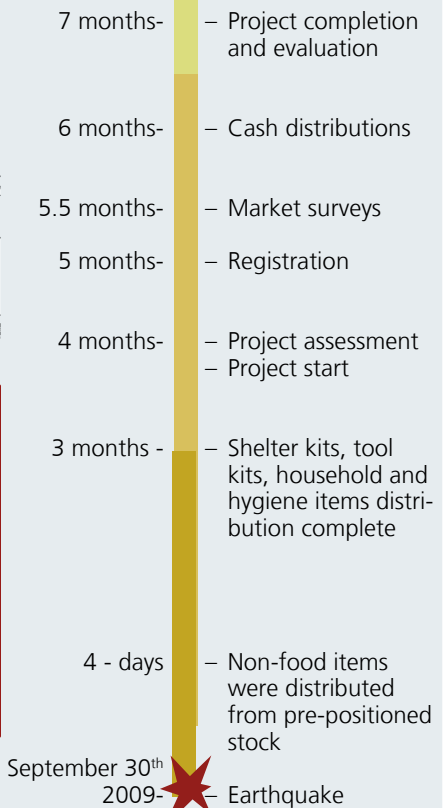 7 months- – Project completion
and evaluation
6 months- – Cash distributions
5.5 months- – Market surveys
5 months- – Registration
4 months- – Project assessment
– Project start
3 months - – Shelter kits, tool
kits, household and
hygiene items distri-
bution complete
4 - days – Non-food items
were distributed
from pre-positioned
stock
September 30th
2009- – Earthquake